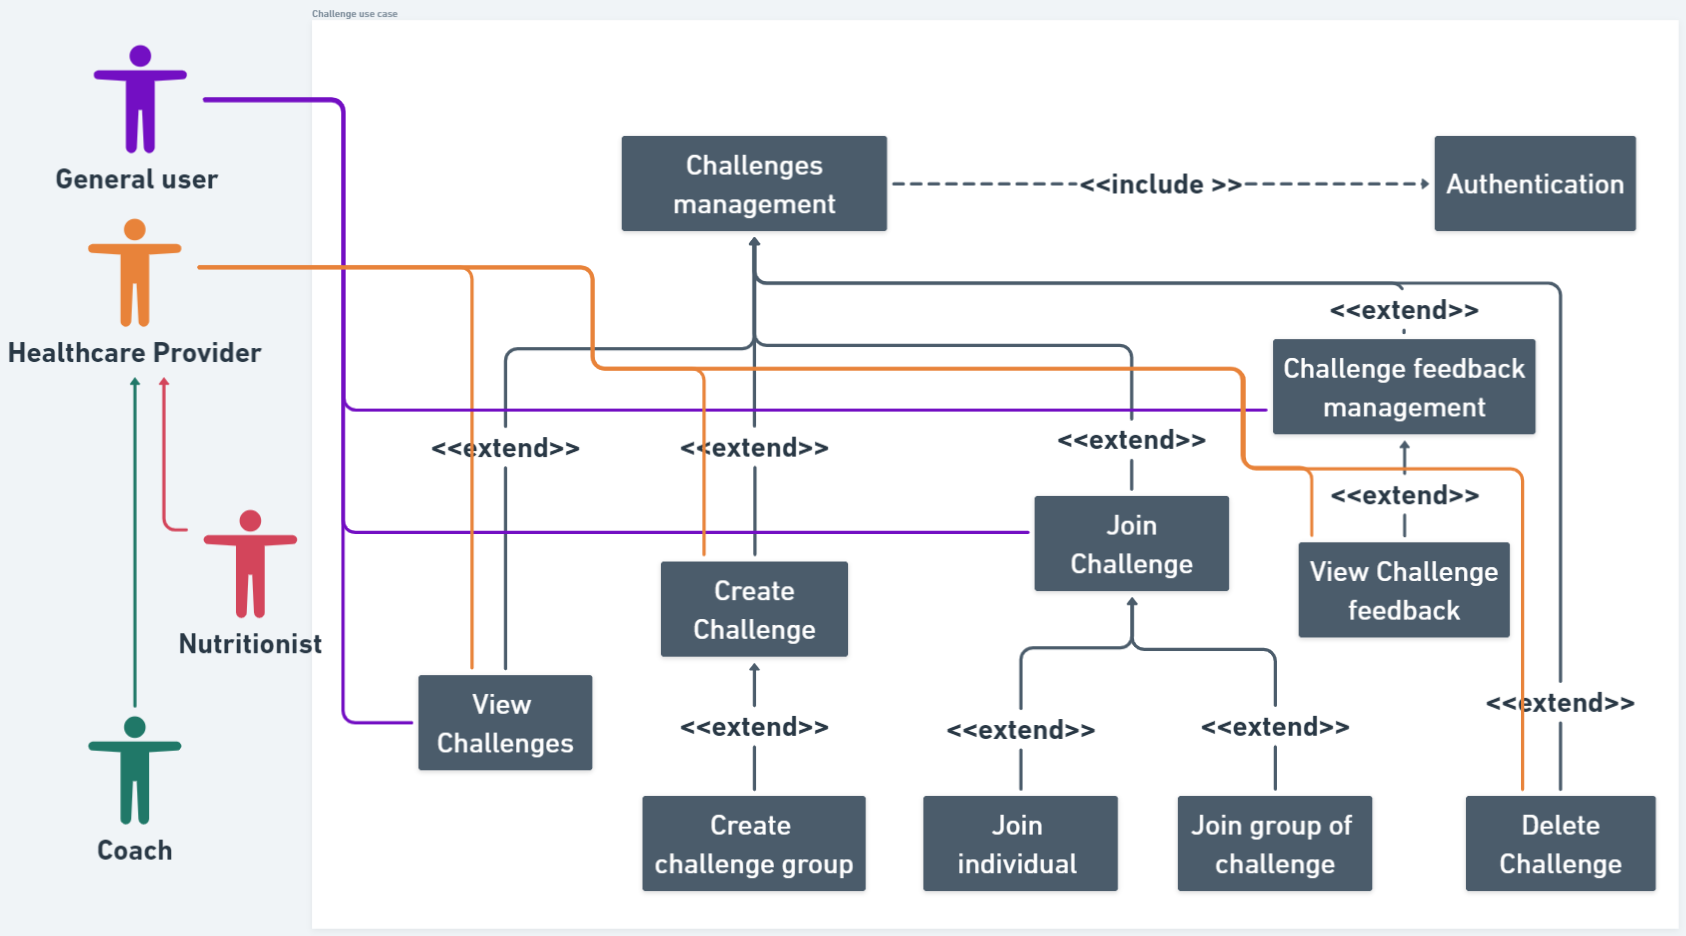 Challenge use case
General user
Healthcare Provider
Nutritionist
Coach
Challenges
management
<<include >>
Authentication
<<extend>>
Challenge feedback
management
<<extend>>
<<extend>>
<<extend>>
<<extend>>
Join
Challenge
View Challenge
feedback
Create
Challenge
View
Challenges
<<extend>>
<<extend>>
<<extend>>
<<extend>>
Create
challenge group
Join
individual
Join group of
challenge
Delete
Challenge